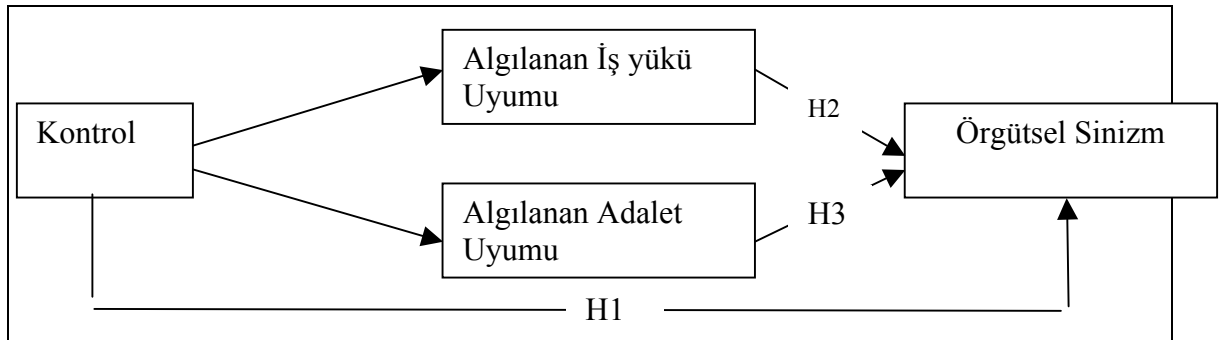 Algılanan İş yükü
Uyumu
H2
Kontrol
Örgütsel Sinizm
Algılanan Adalet
Uyumu
H3
H1